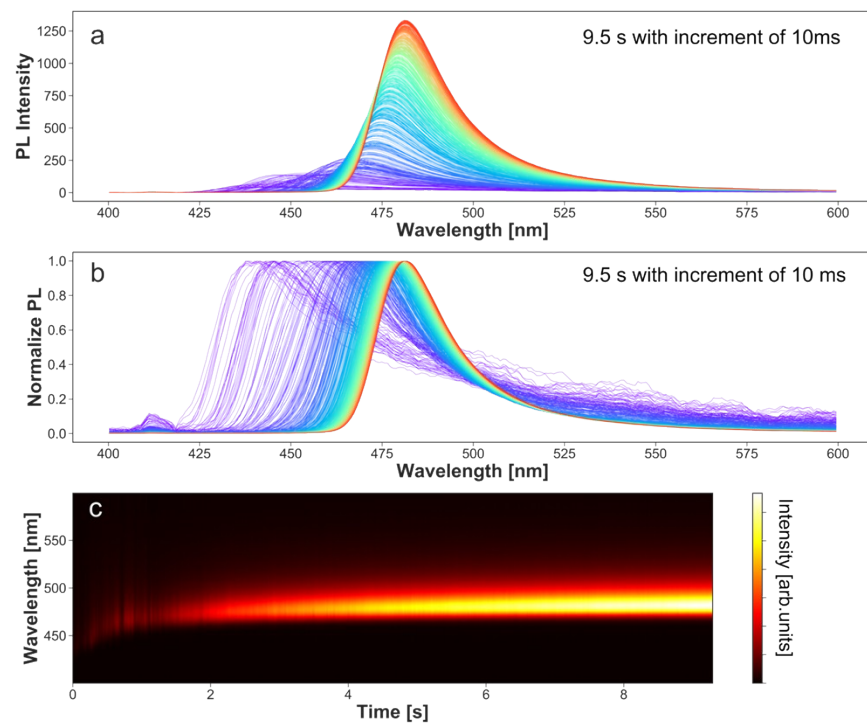 a
9.5 s with increment of 10ms
PL Intensity
1250
1000
750
500
250
0
400 425 450 475 500 525 550 575 600
Wavelength [nm]
b
9.5 s with increment of 10 ms
Normalize PL
1.0
0.8
0.6
0.4
0.2
0.0
400 425 450 475 500 525 550 575 600
Wavelength [nm]
c
Wavelength [nm]
550
500
450
0 2 4 6 8
Time [s]
Intensity [arb.units]